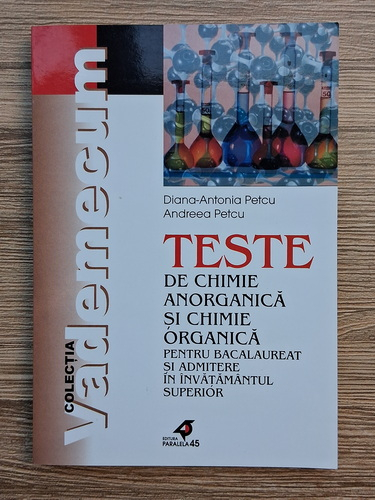 COLECȚIA
Vademecum
Diana-Antonia Petcu
Andreea Petcu
TESTE
DE CHIMIE
ANORGANICĂ
ȘI CHIMIE
ORGANICĂ
PENTRU BACALAUREAT
ȘI ADMITERE
ÎN ÎNVĂȚĂMÂNTUL
SUPERIOR
EDITURA
PARALELA 45